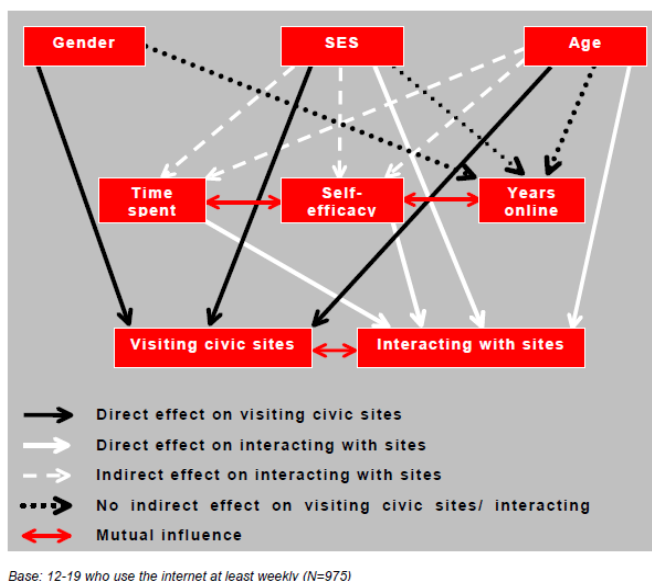 Gender
SES
Age
Time
spent
Self-
efficacy
Years
online
Visiting civic sites
Interacting with sites
Direct effect on visiting civic sites
Direct effect on interacting with sites
Indirect effect on interacting with sites
No indirect effect on visiting civic sites/ interacting
Mutual influence
Base: 12-19 who use the internet at least weekly (N=975)